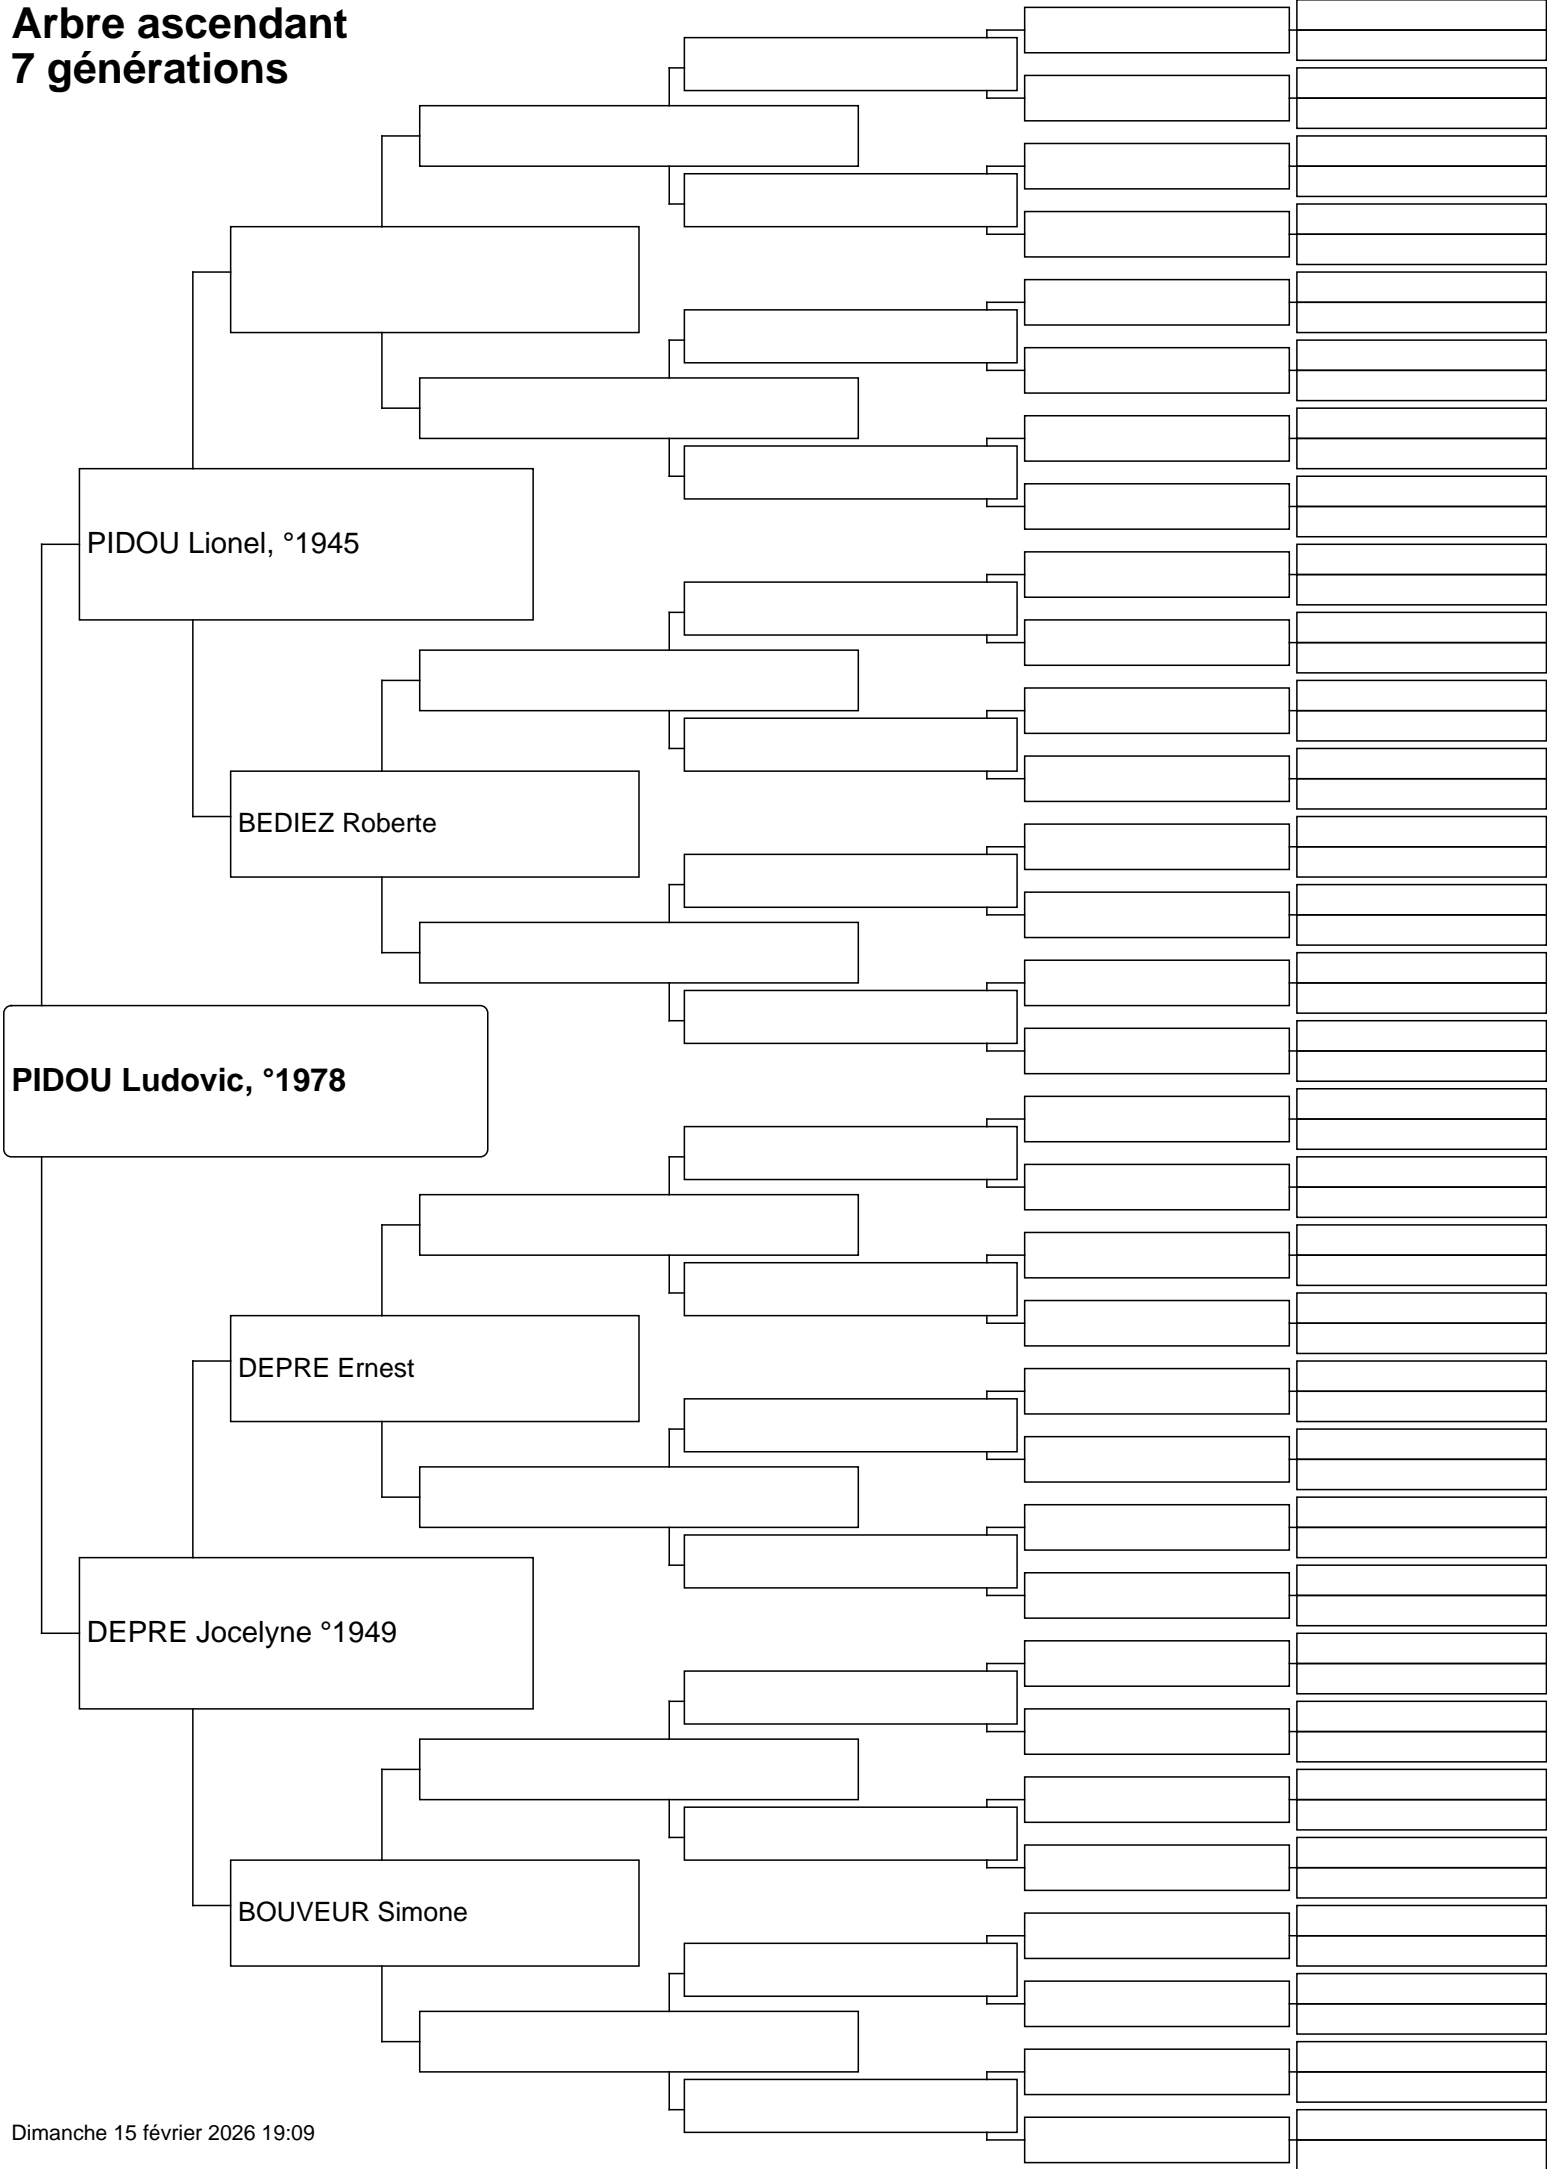 Arbre ascendant
7 générations
PIDOU Lionel, °1945
BEDIEZ Roberte
PIDOU Ludovic, °1978
DEPRE Ernest
DEPRE Jocelyne °1949
BOUVEUR Simone
Dimanche 15 février 2026 19:09